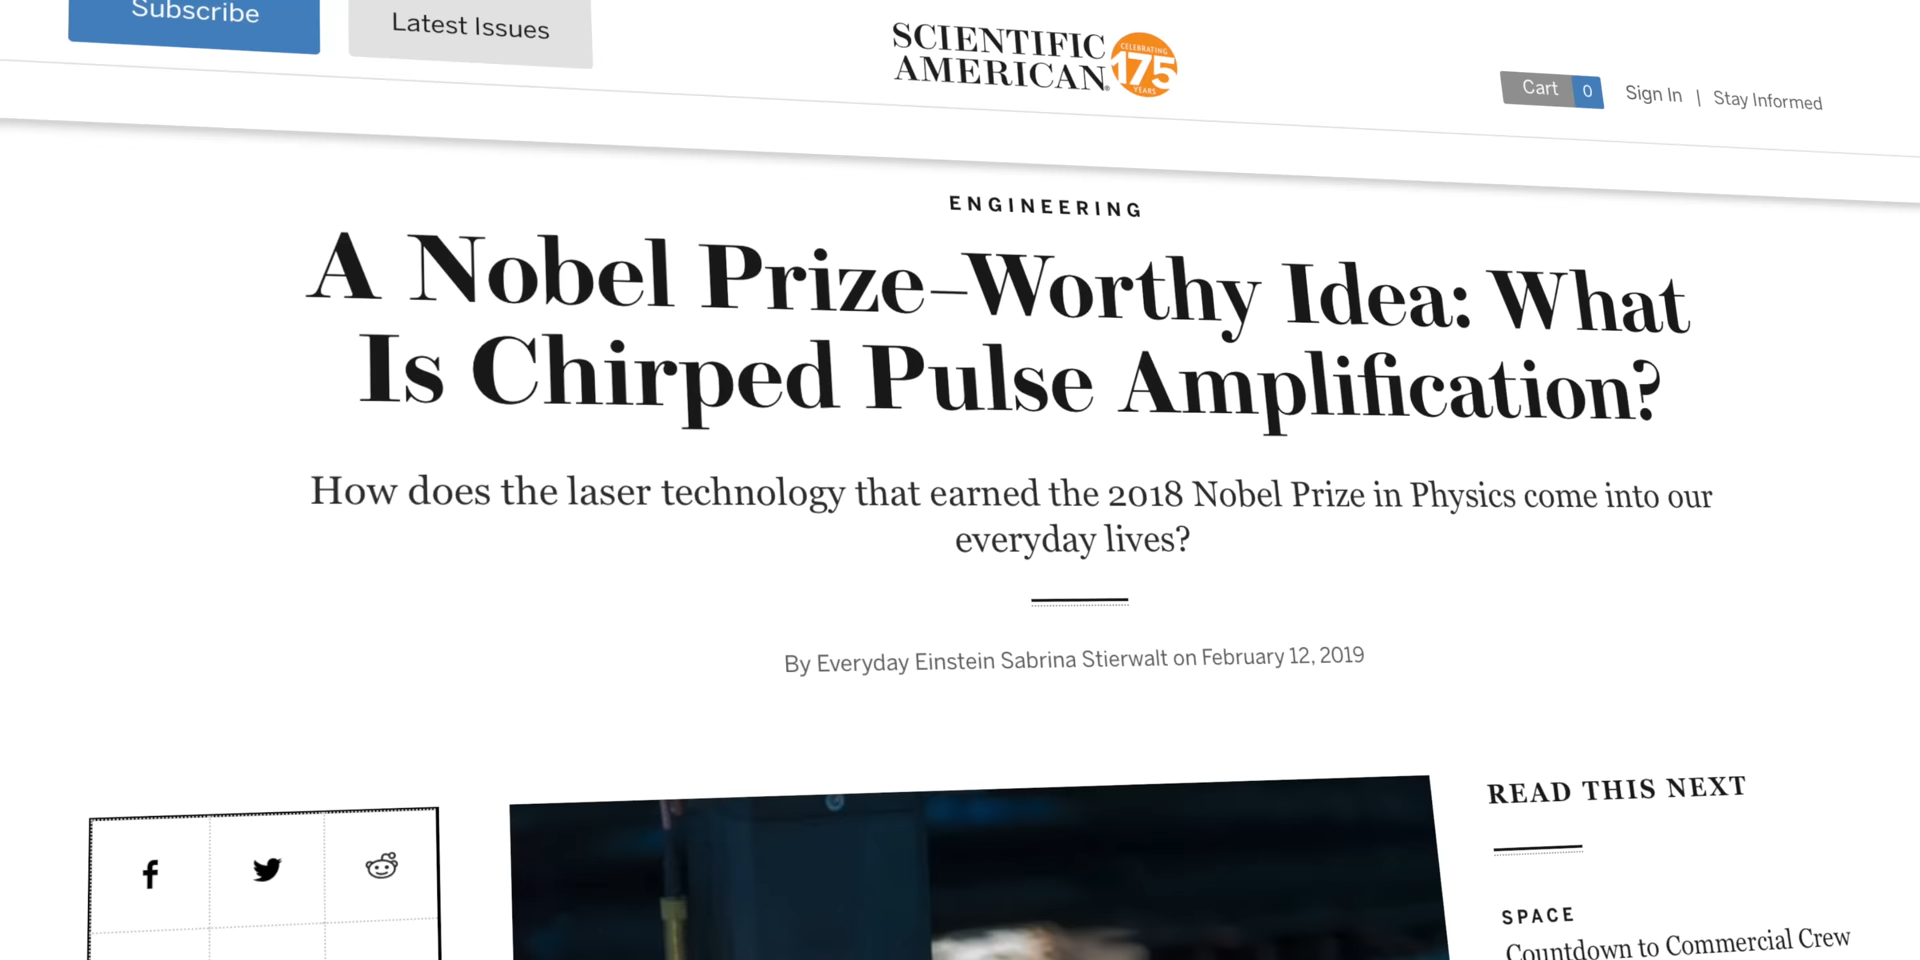 Subscribe
Latest Issues
SCIENTIFIC
AMERICAN®
CELEBRATING
175
YEARS
Cart 0
Sign In | Stay Informed
ENGINEERING
A Nobel Prize–Worthy Idea: What
Is Chirped Pulse Amplification?
How does the laser technology that earned the 2018 Nobel Prize in Physics come into our
everyday lives?
By Everyday Einstein Sabrina Stierwalt on February 12, 2019
READ THIS NEXT
SPACE
Countdown to Commercial Crew